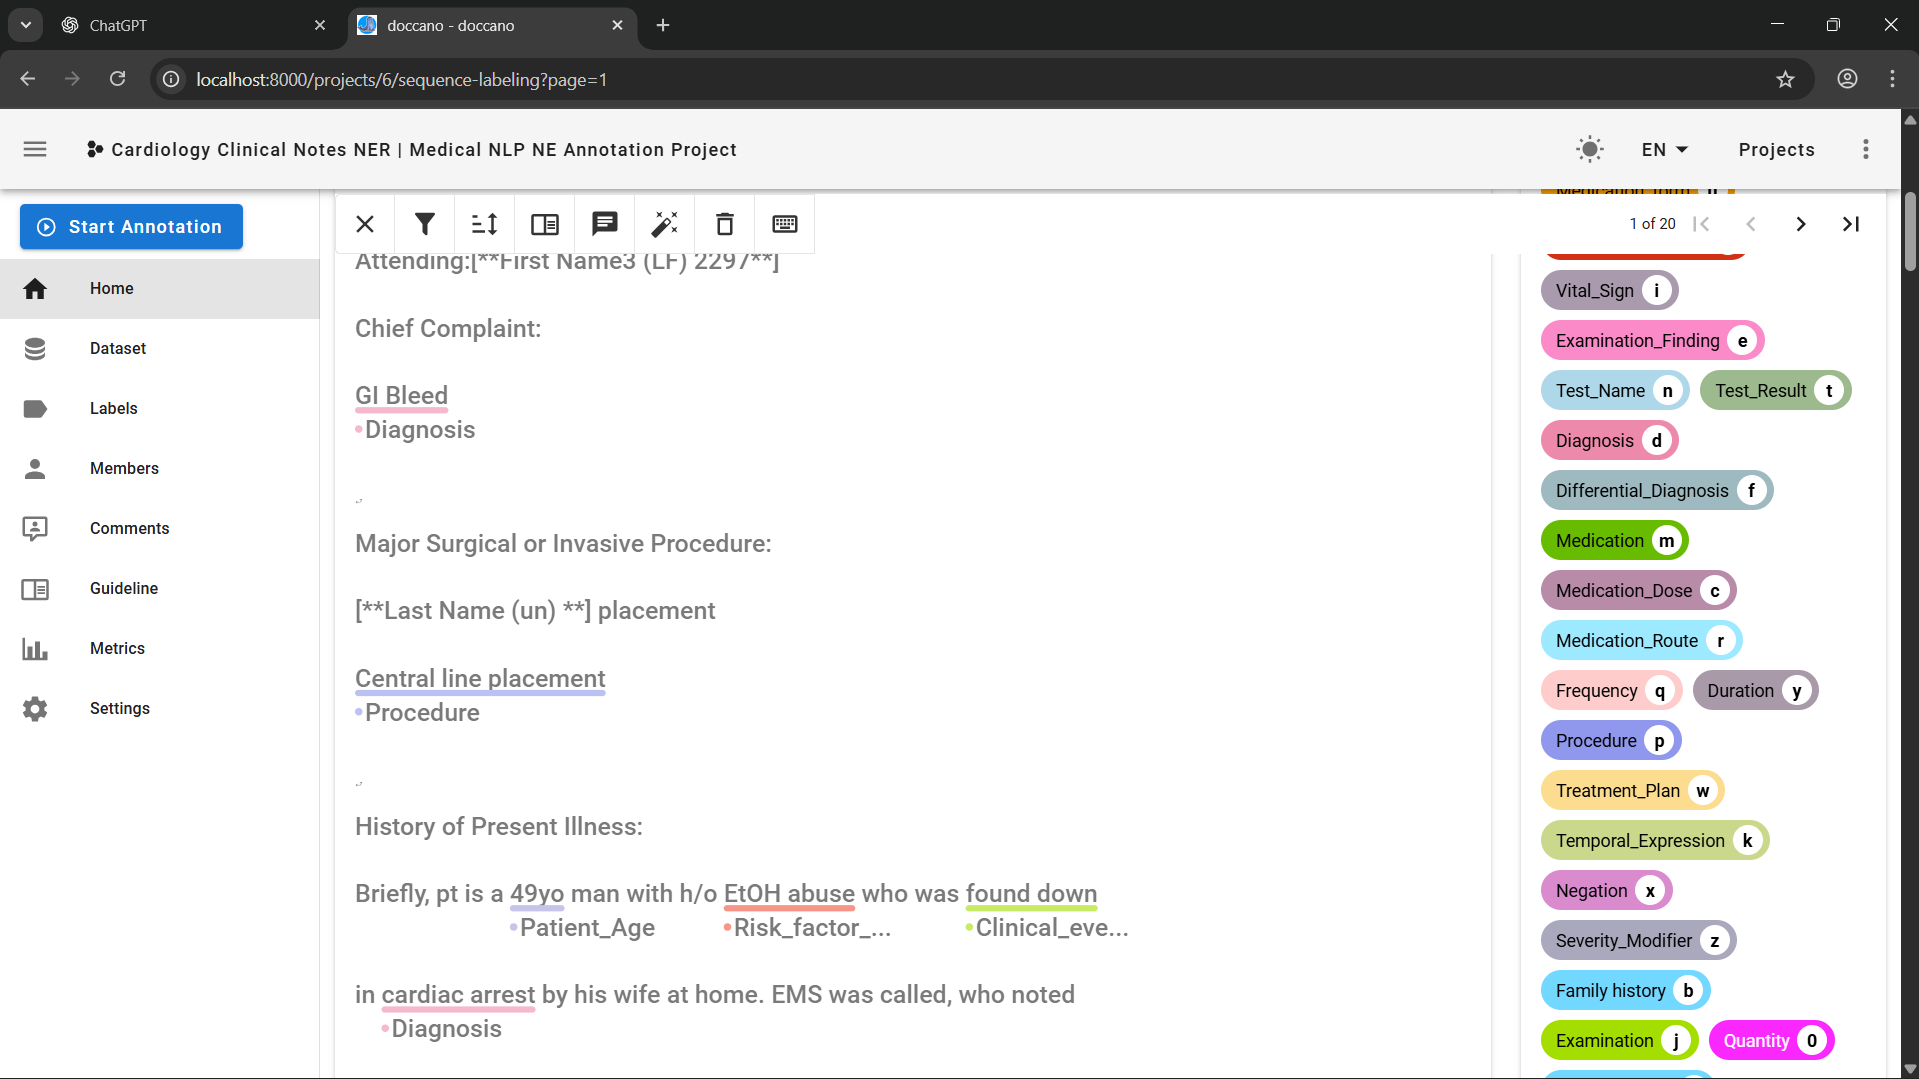 ChatGPT
doccano - doccano
localhost:8000/projects/6/sequence-labeling?page=1
Cardiology Clinical Notes NER | Medical NLP NE Annotation Project
EN
Projects
Start Annotation
Home
Dataset
Labels
Members
Comments
Guideline
Metrics
Settings
1 of 20
Attending:[**First Name3 (LF) 2297**]
Chief Complaint:
GI Bleed
Diagnosis
Major Surgical or Invasive Procedure:
[**Last Name (un) **] placement
Central line placement
Procedure
History of Present Illness:
Briefly, pt is a 49yo man with h/o EtOH abuse who was found down
Patient_Age Risk_factor_... Clinical_eve...
in cardiac arrest by his wife at home. EMS was called, who noted
Diagnosis
Vital_Sign i
Examination_Finding e
Test_Name n Test_Result t
Diagnosis d
Differential_Diagnosis f
Medication m
Medication_Dose c
Medication_Route r
Frequency q Duration y
Procedure p
Treatment_Plan w
Temporal_Expression k
Negation x
Severity_Modifier z
Family history b
Examination j Quantity 0